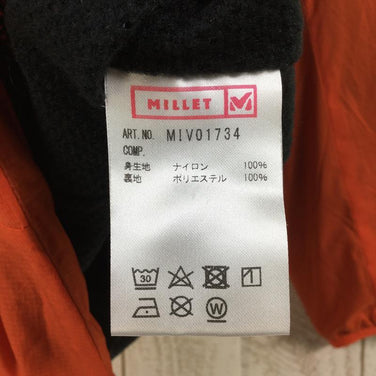 MILLET M
ART. NO. MIV01734
COMP.
身生地 ナイロン 100%
裏地 ポリエステル 100%
30
W